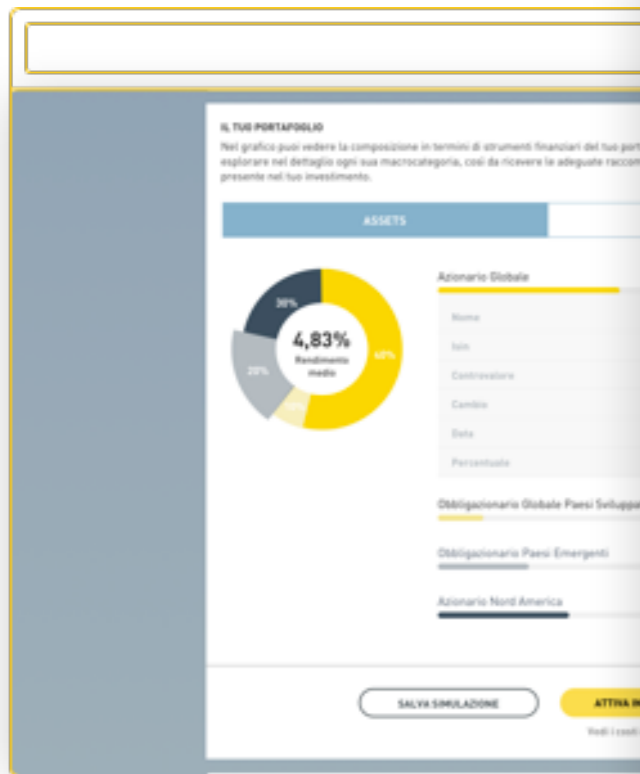 IL TUO PORTAFOGLIO
Nel grafico puoi vedere la composizione in termini di strumenti finanziari del tuo port
esplorare nel dettaglio ogni sua macrocategoria, così da ricevere le adeguate raccom
presente nel tuo investimento.
ASSETS
Azionario Globale
30%
4,83%
Rendimento
medio
40%
20%
Nome
Isin
Controvalore
Cambio
Data
Percentuale
Obbligazionario Globale Paesi Sviluppa
Obbligazionario Paesi Emergenti
Azionario Nord America
SALVA SIMULAZIONE
ATTIVA IN
Vedi i costi